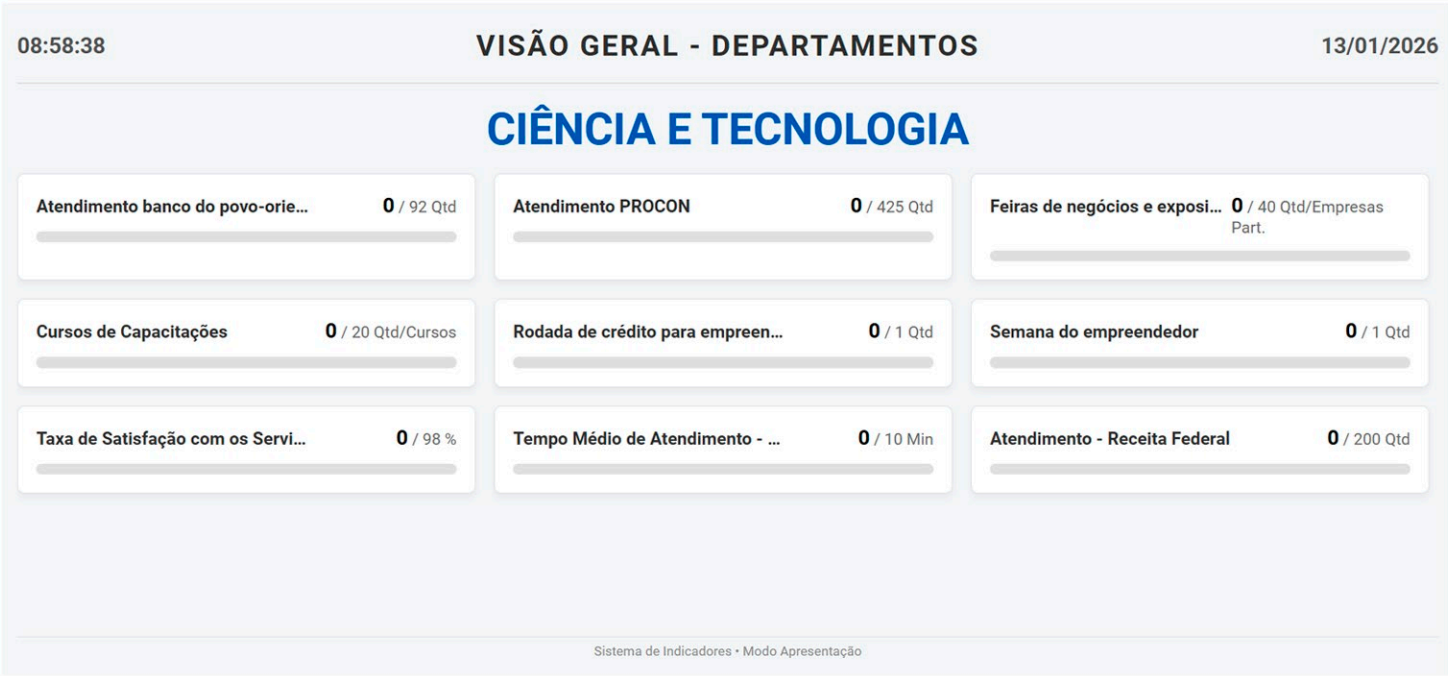 08:58:38
VISÃO GERAL - DEPARTAMENTOS
13/01/2026
CIÊNCIA E TECNOLOGIA
Atendimento banco do povo-orie... 0 / 92 Qtd
Atendimento PROCON 0 / 425 Qtd
Feiras de negócios e exposi... 0 / 40 Qtd/Empresas
Part.
Cursos de Capacitações 0 / 20 Qtd/Cursos
Rodada de crédito para empreen... 0 / 1 Qtd
Semana do empreendedor 0 / 1 Qtd
Taxa de Satisfação com os Servi... 0 / 98 %
Tempo Médio de Atendimento - ... 0 / 10 Min
Atendimento - Receita Federal 0 / 200 Qtd
Sistema de Indicadores • Modo Apresentação